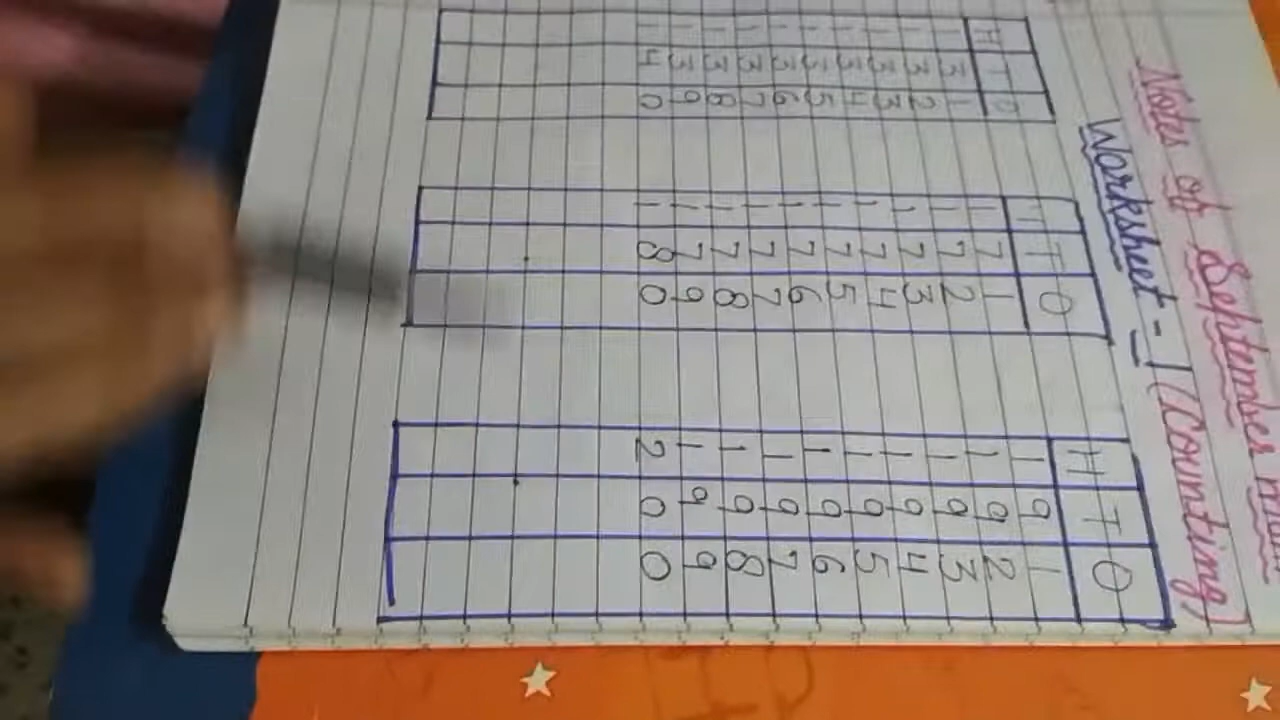 Notes of September
Worksheet - 1 (Counting)
H T O H T O H T O
1 3 1 1 7 1 1 9 1
1 3 2 1 7 2 1 9 2
1 3 3 1 7 3 1 9 3
1 3 4 1 7 4 1 9 4
1 3 5 1 7 5 1 9 5
1 3 6 1 7 6 1 9 6
1 3 7 1 7 7 1 9 7
1 3 8 1 7 8 1 9 8
1 3 9 1 7 9 1 9 9
1 4 0 1 8 0 2 0 0